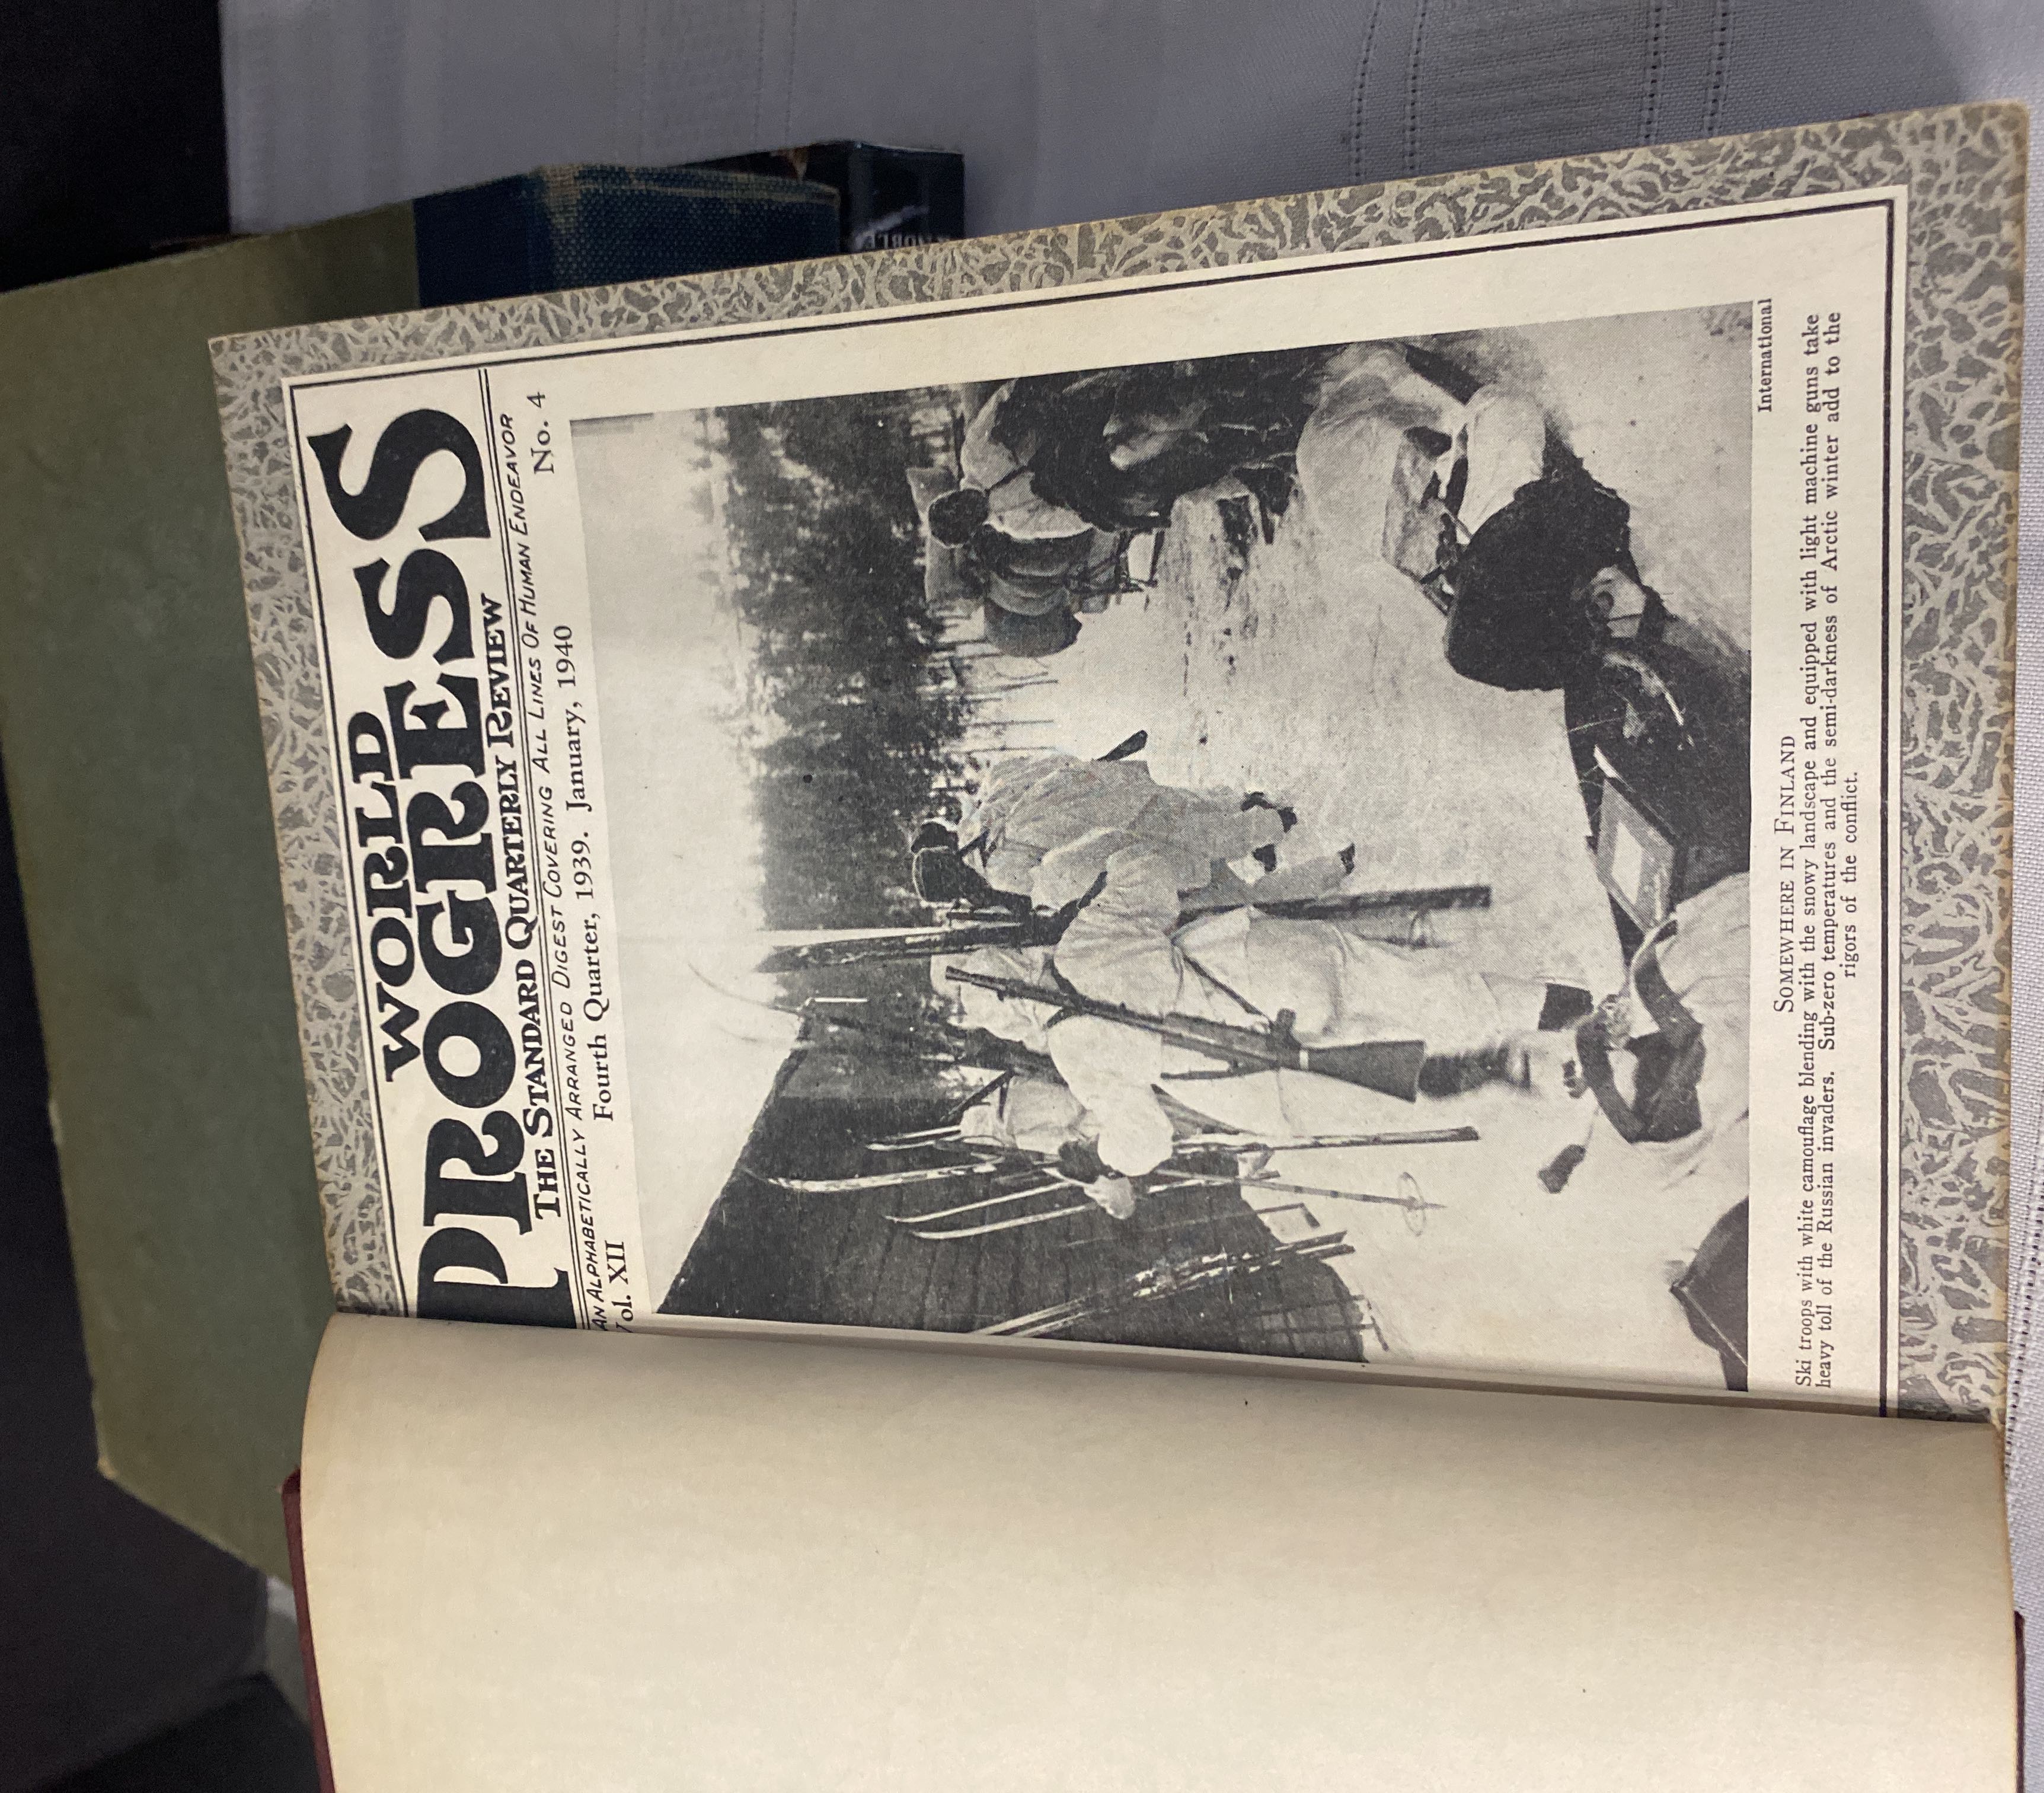 WORLD
PROGRESS
THE STANDARD QUARTERLY REVIEW
AN ALPHABETICALLY ARRANGED DIGEST COVERING ALL LINES OF HUMAN ENDEAVOR
Vol. XII Fourth Quarter, 1939. January, 1940 No. 4
International
SOMEWHERE IN FINLAND
Ski troops with white camouflage blending with the snowy landscape and equipped with light machine guns take
heavy toll of the Russian invaders. Sub-zero temperatures and the semi-darkness of Arctic winter add to the
rigors of the conflict.